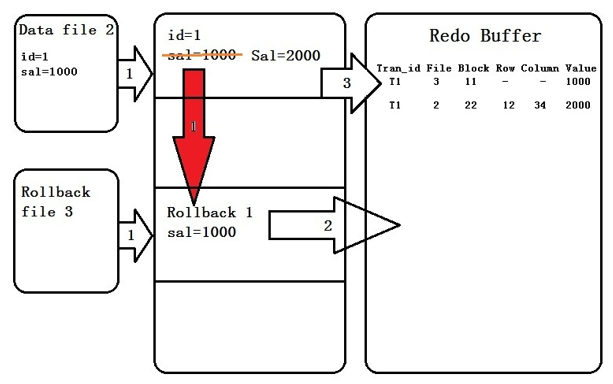 Data file 2
id=1
sal=1000
1
id=1
sal=1000 Sal=2000
1
3
Rollback
file 3
1
Rollback 1
sal=1000
2
Redo Buffer
Tran_id File Block Row Column Value
T1 3 11 - - 1000
T1 2 22 12 34 2000